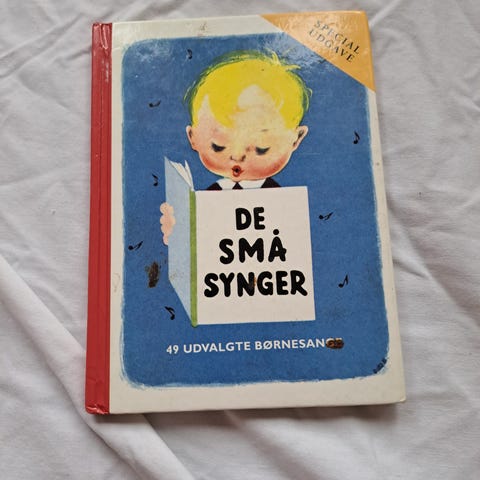 SPECIAL
UDGAVE
DE
SMÅ
SYNGER
49 UDVALGTE